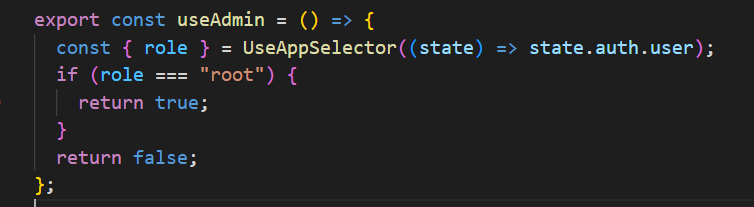 export const useAdmin = () => {
  const { role } = UseAppSelector((state) => state.auth.user);
  if (role === "root") {
    return true;
  }
  return false;
};